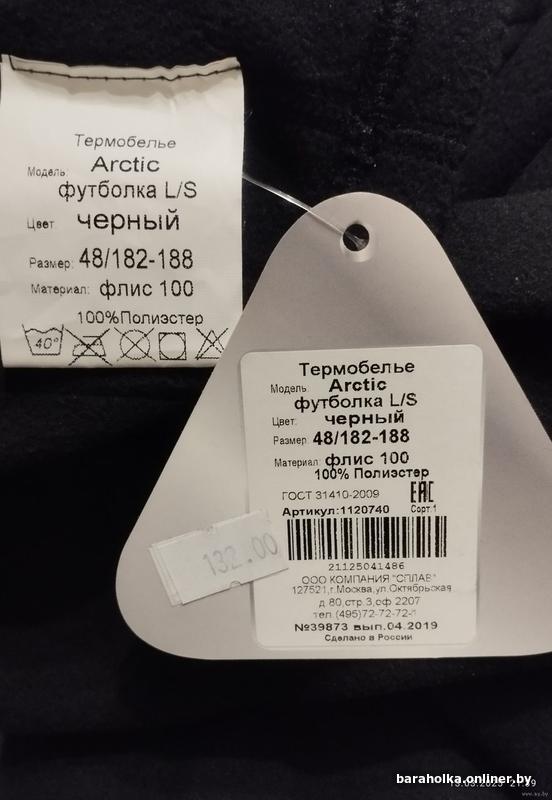 Термобелье
Модель: Arctic
футболка L/S
Цвет: черный
Размер: 48/182-188
Материал: флис 100
100%Полиэстер
40°
Термобелье
Модель: Arctic
футболка L/S
Цвет: черный
Размер: 48/182-188
Материал: флис 100
100% Полиэстер
ГОСТ 31410-2009
EAC
Артикул:1120740
Сорт:1
132.00
21125041486
ООО КОМПАНИЯ "СПЛАВ"
127521,г.Москва,ул.Октябрьская
д.80,стр.3,оф.2207
тел.(495)72-72-72-1
№39873 вып.04.2019
Сделано в России
baraholka.onliner.by